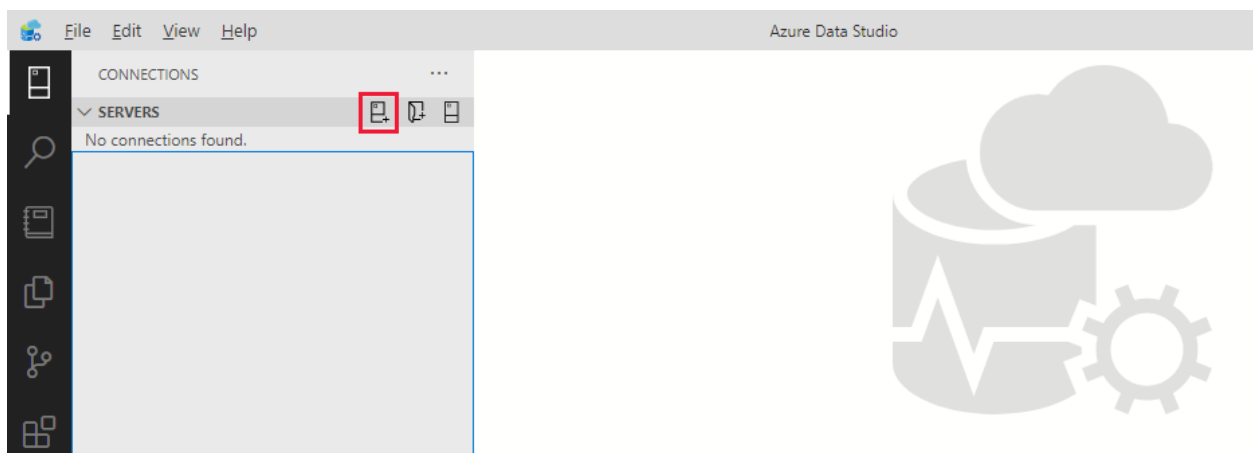 File Edit View Help Azure Data Studio
CONNECTIONS ...
SERVERS
No connections found.